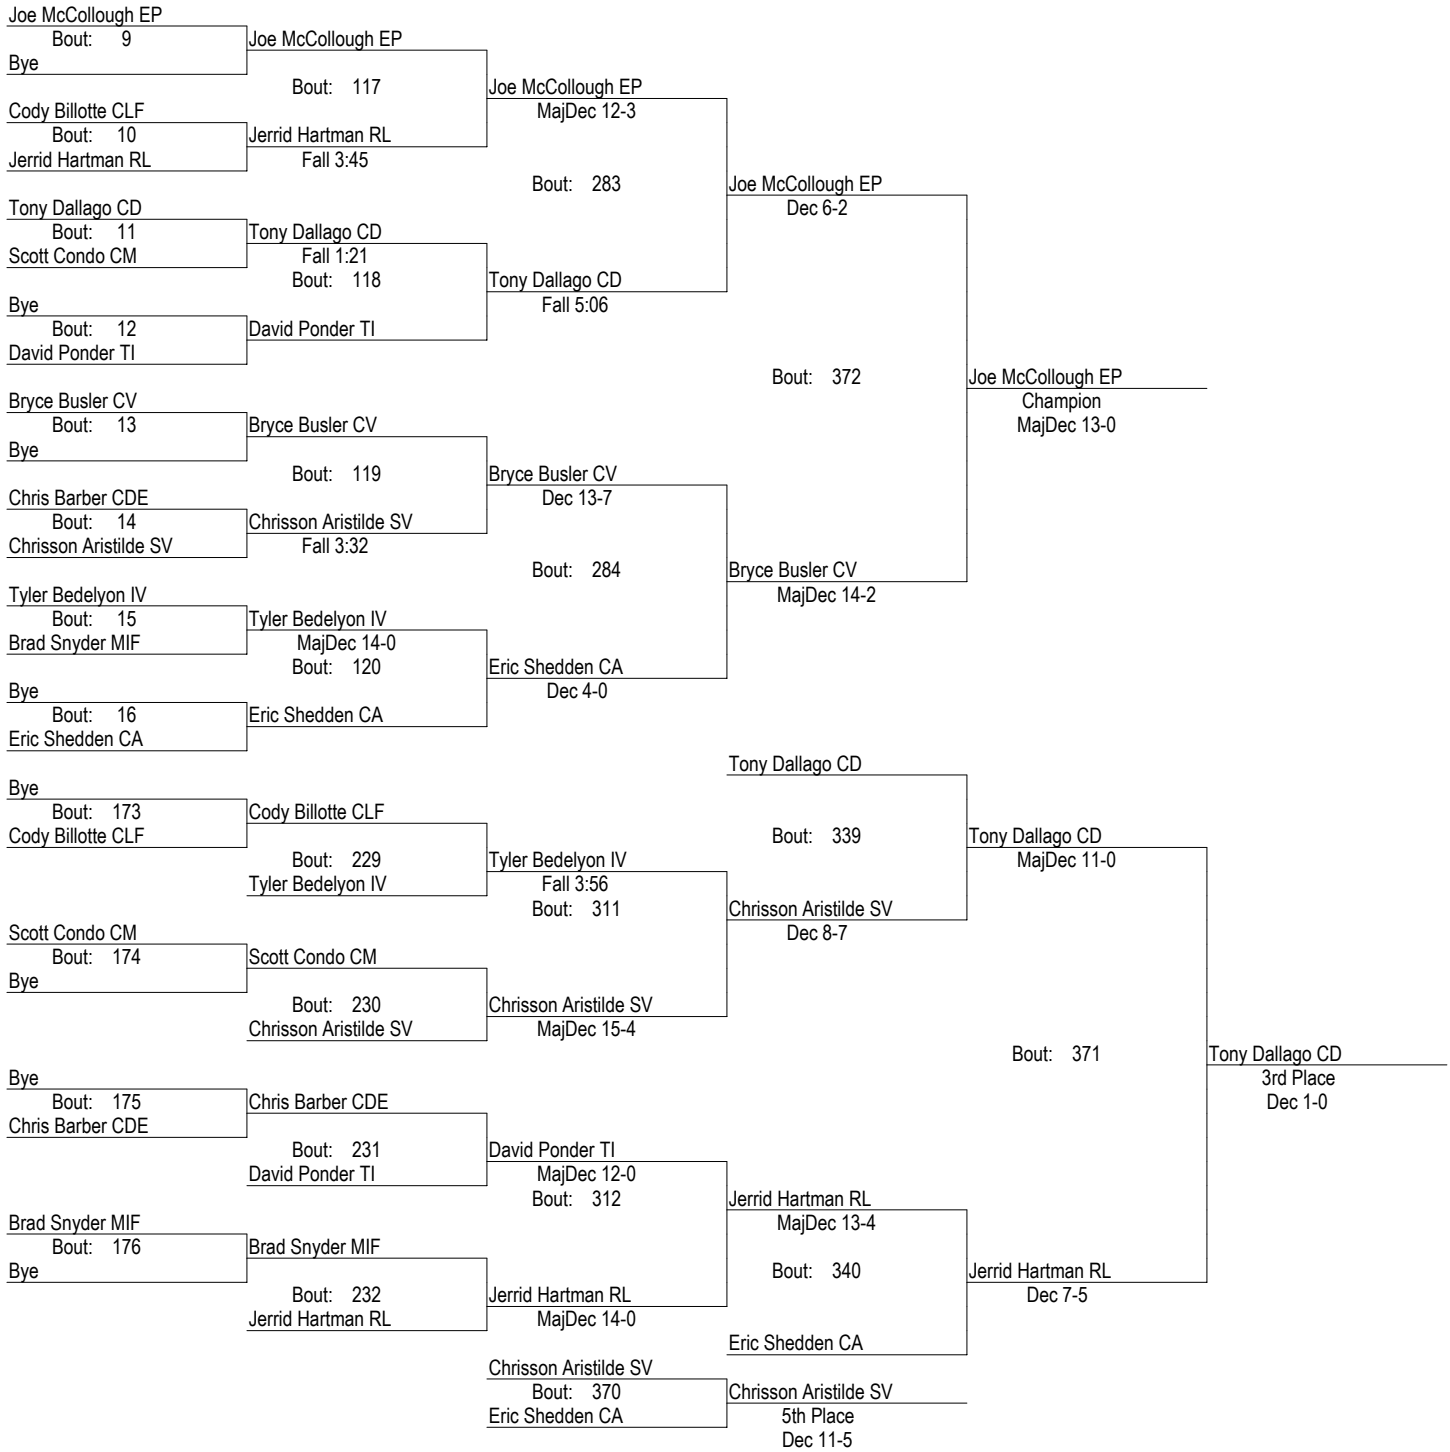 Joe McCollough EP
Bout: 9
Joe McCollough EP
Bye
Bout: 117
Joe McCollough EP
MajDec 12-3
Cody Billotte CLF
Bout: 10
Jerrid Hartman RL
Jerrid Hartman RL
Fall 3:45
Bout: 283
Joe McCollough EP
Dec 6-2
Tony Dallago CD
Bout: 11
Tony Dallago CD
Scott Condo CM
Fall 1:21
Bout: 118
Tony Dallago CD
Fall 5:06
Bye
Bout: 12
David Ponder TI
David Ponder TI
Bout: 372
Joe McCollough EP
Champion
MajDec 13-0
Bryce Busler CV
Bout: 13
Bryce Busler CV
Bye
Bout: 119
Bryce Busler CV
Dec 13-7
Chris Barber CDE
Bout: 14
Chrisson Aristilde SV
Chrisson Aristilde SV
Fall 3:32
Bout: 284
Bryce Busler CV
MajDec 14-2
Tyler Bedelyon IV
Bout: 15
Tyler Bedelyon IV
Brad Snyder MIF
MajDec 14-0
Bout: 120
Eric Shedden CA
Dec 4-0
Bye
Bout: 16
Eric Shedden CA
Eric Shedden CA
Tony Dallago CD
Bye
Bout: 173
Cody Billotte CLF
Cody Billotte CLF
Bout: 339
Tony Dallago CD
MajDec 11-0
Bout: 229
Tyler Bedelyon IV
Tyler Bedelyon IV
Fall 3:56
Bout: 311
Chrisson Aristilde SV
Dec 8-7
Scott Condo CM
Bout: 174
Scott Condo CM
Bye
Bout: 230
Chrisson Aristilde SV
Chrisson Aristilde SV
MajDec 15-4
Bout: 371
Tony Dallago CD
3rd Place
Dec 1-0
Bye
Bout: 175
Chris Barber CDE
Chris Barber CDE
Bout: 231
David Ponder TI
David Ponder TI
MajDec 12-0
Bout: 312
Jerrid Hartman RL
MajDec 13-4
Brad Snyder MIF
Bout: 176
Brad Snyder MIF
Bye
Bout: 340
Jerrid Hartman RL
Dec 7-5
Bout: 232
Jerrid Hartman RL
Jerrid Hartman RL
MajDec 14-0
Eric Shedden CA
Chrisson Aristilde SV
Bout: 370
Chrisson Aristilde SV
Eric Shedden CA
5th Place
Dec 11-5